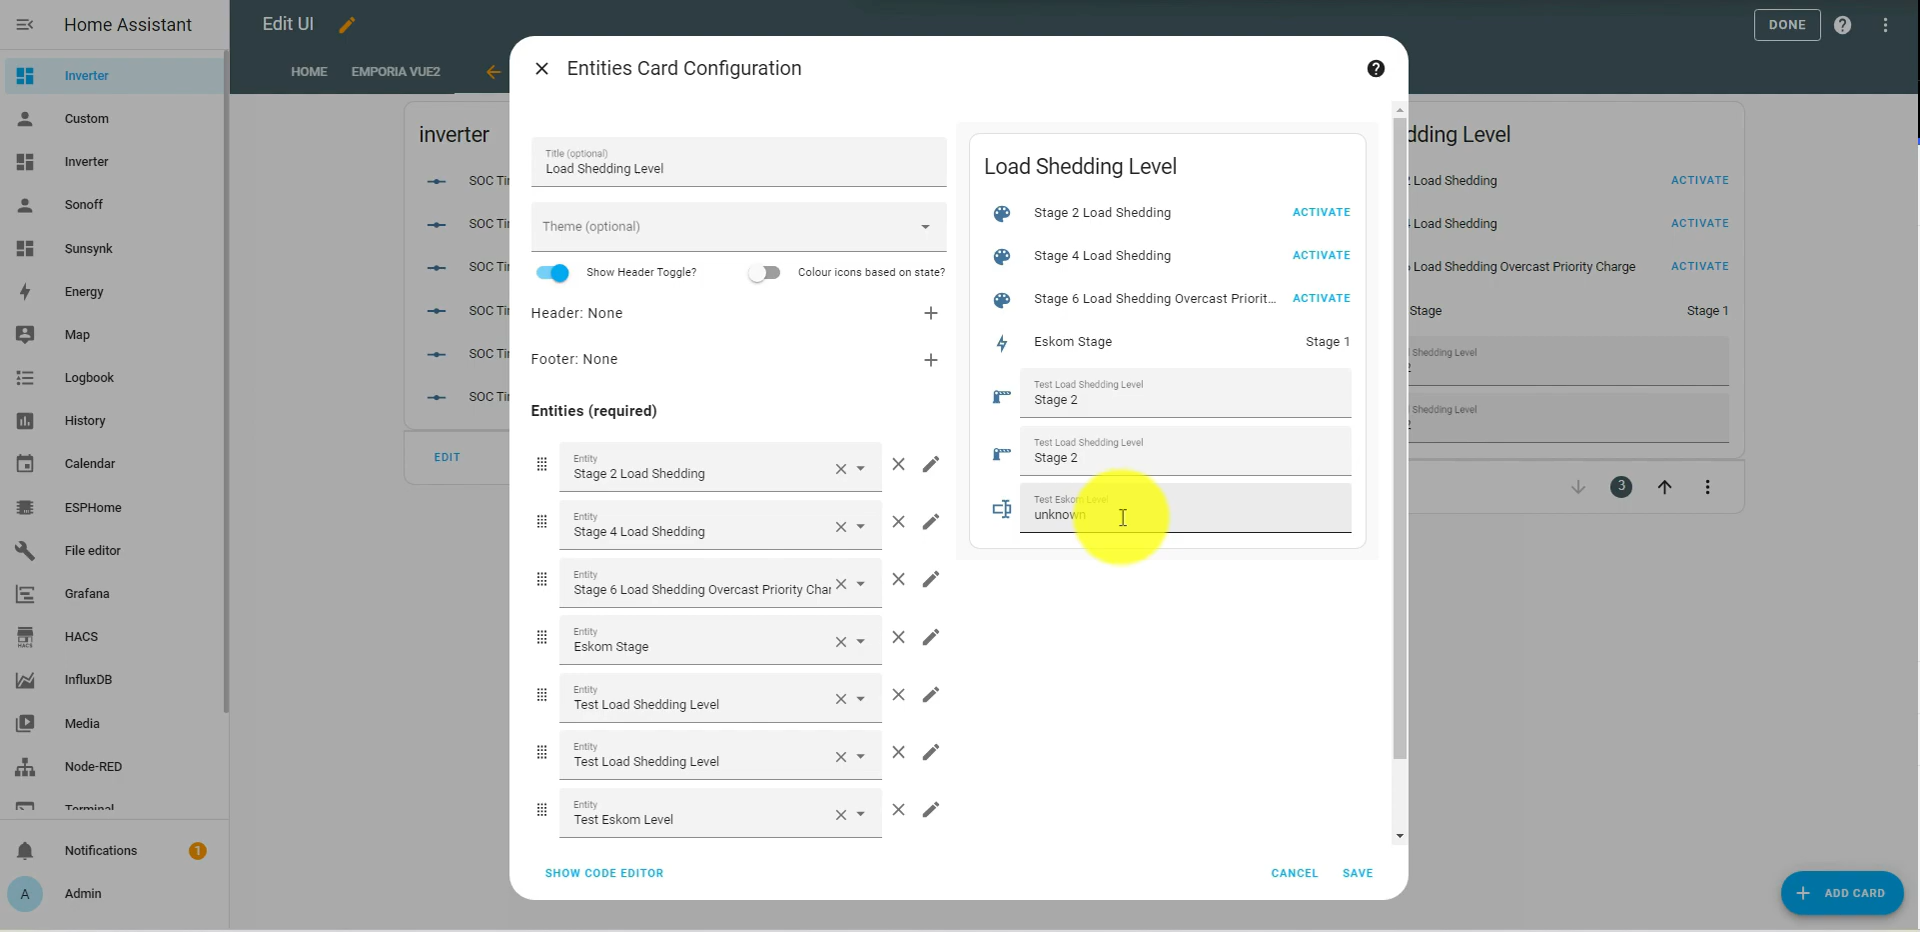 Home Assistant
Edit UI
DONE
HOME
EMPORIA VUE2
Inverter
Custom
Inverter
Sonoff
Sunsynk
Energy
Map
Logbook
History
Calendar
ESPHome
File editor
Grafana
HACS
InfluxDB
Media
Node-RED
Terminal
Notifications
1
A
Admin
inverter
SOC Ti
SOC Ti
SOC Ti
SOC Ti
SOC Ti
SOC Ti
EDIT
Entities Card Configuration
Title (optional)
Load Shedding Level
Theme (optional)
Show Header Toggle?
Colour icons based on state?
Header: None
Footer: None
Entities (required)
Entity
Stage 2 Load Shedding
Entity
Stage 4 Load Shedding
Entity
Stage 6 Load Shedding Overcast Priority Char
Entity
Eskom Stage
Entity
Test Load Shedding Level
Entity
Test Load Shedding Level
Entity
Test Eskom Level
SHOW CODE EDITOR
Load Shedding Level
Stage 2 Load Shedding
ACTIVATE
Stage 4 Load Shedding
ACTIVATE
Stage 6 Load Shedding Overcast Priorit...
ACTIVATE
Eskom Stage
Stage 1
Test Load Shedding Level
Stage 2
Test Load Shedding Level
Stage 2
Test Eskom Level
unknown
CANCEL
SAVE
dding Level
Load Shedding
ACTIVATE
Load Shedding
ACTIVATE
Load Shedding Overcast Priority Charge
ACTIVATE
Stage
Stage 1
Shedding Level
Shedding Level
3
ADD CARD